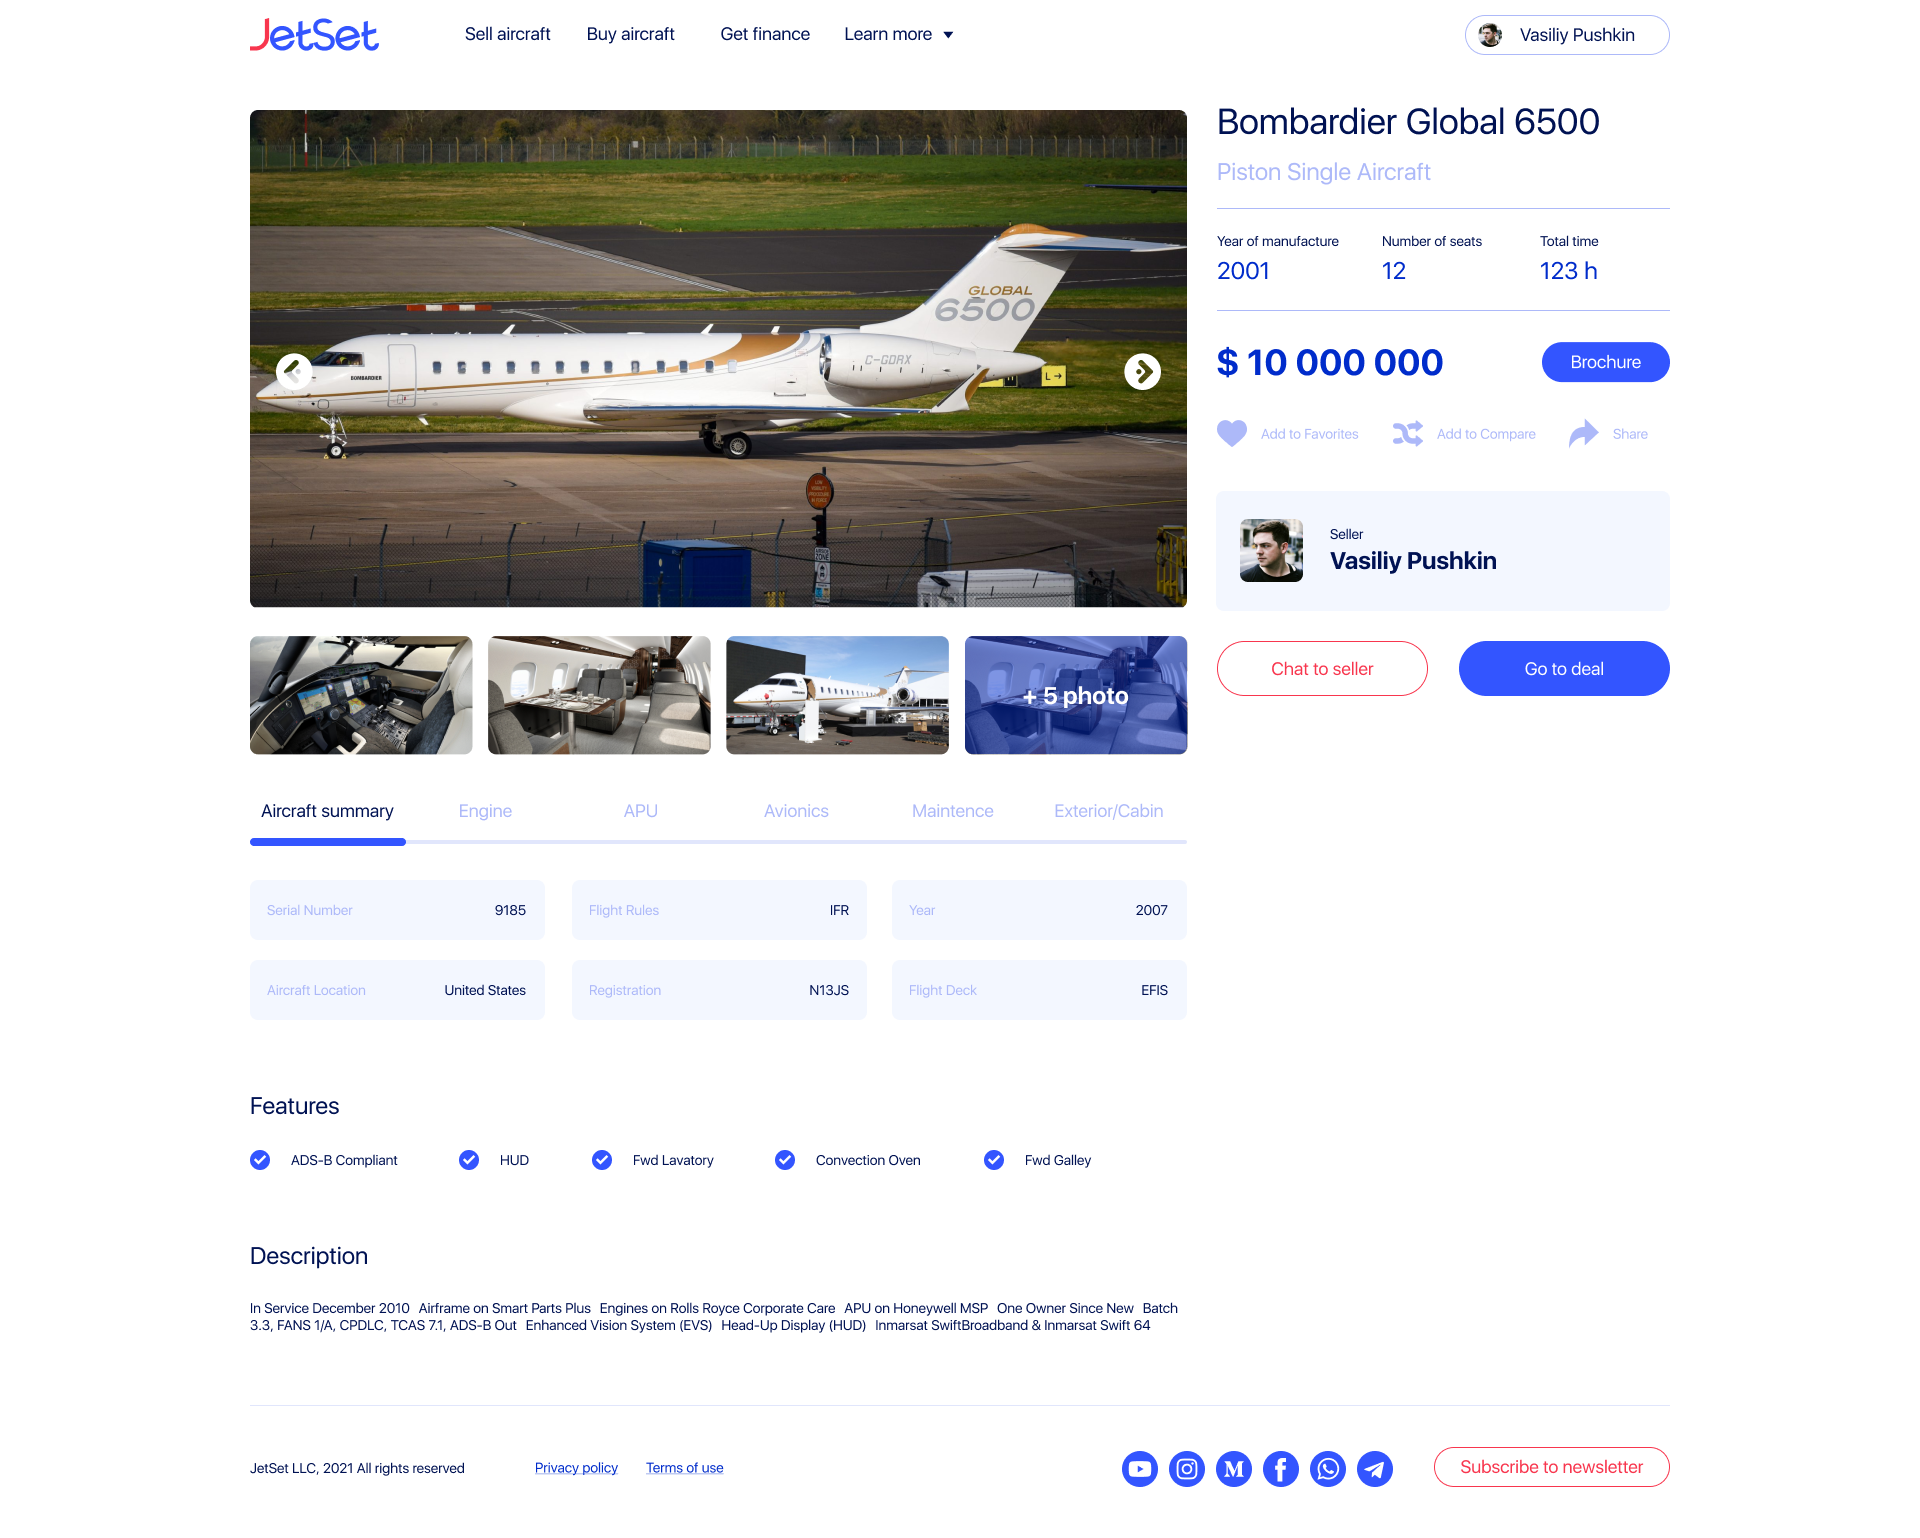 JetSet
Sell aircraft
Buy aircraft
Get finance
Learn more
Vasiliy Pushkin
Bombardier Global 6500
Piston Single Aircraft
Year of manufacture
Number of seats
Total time
2001
12
123 h
GLOBAL
6500
C-GDRX
BOMBARDIER
L→
$ 10 000 000
Brochure
Add to Favorites
Add to Compare
Share
Seller
Vasiliy Pushkin
Chat to seller
Go to deal
+ 5 photo
Aircraft summary
Engine
APU
Avionics
Maintence
Exterior/Cabin
Serial Number
9185
Flight Rules
IFR
Year
2007
Aircraft Location
United States
Registration
N13JS
Flight Deck
EFIS
Features
ADS-B Compliant
HUD
Fwd Lavatory
Convection Oven
Fwd Galley
Description
In Service December 2010 Airframe on Smart Parts Plus Engines on Rolls Royce Corporate Care APU on Honeywell MSP One Owner Since New Batch
3.3, FANS 1/A, CPDLC, TCAS 7.1, ADS-B Out Enhanced Vision System (EVS) Head-Up Display (HUD) Inmarsat SwiftBroadband & Inmarsat Swift 64
JetSet LLC, 2021 All rights reserved
Privacy policy
Terms of use
Subscribe to newsletter